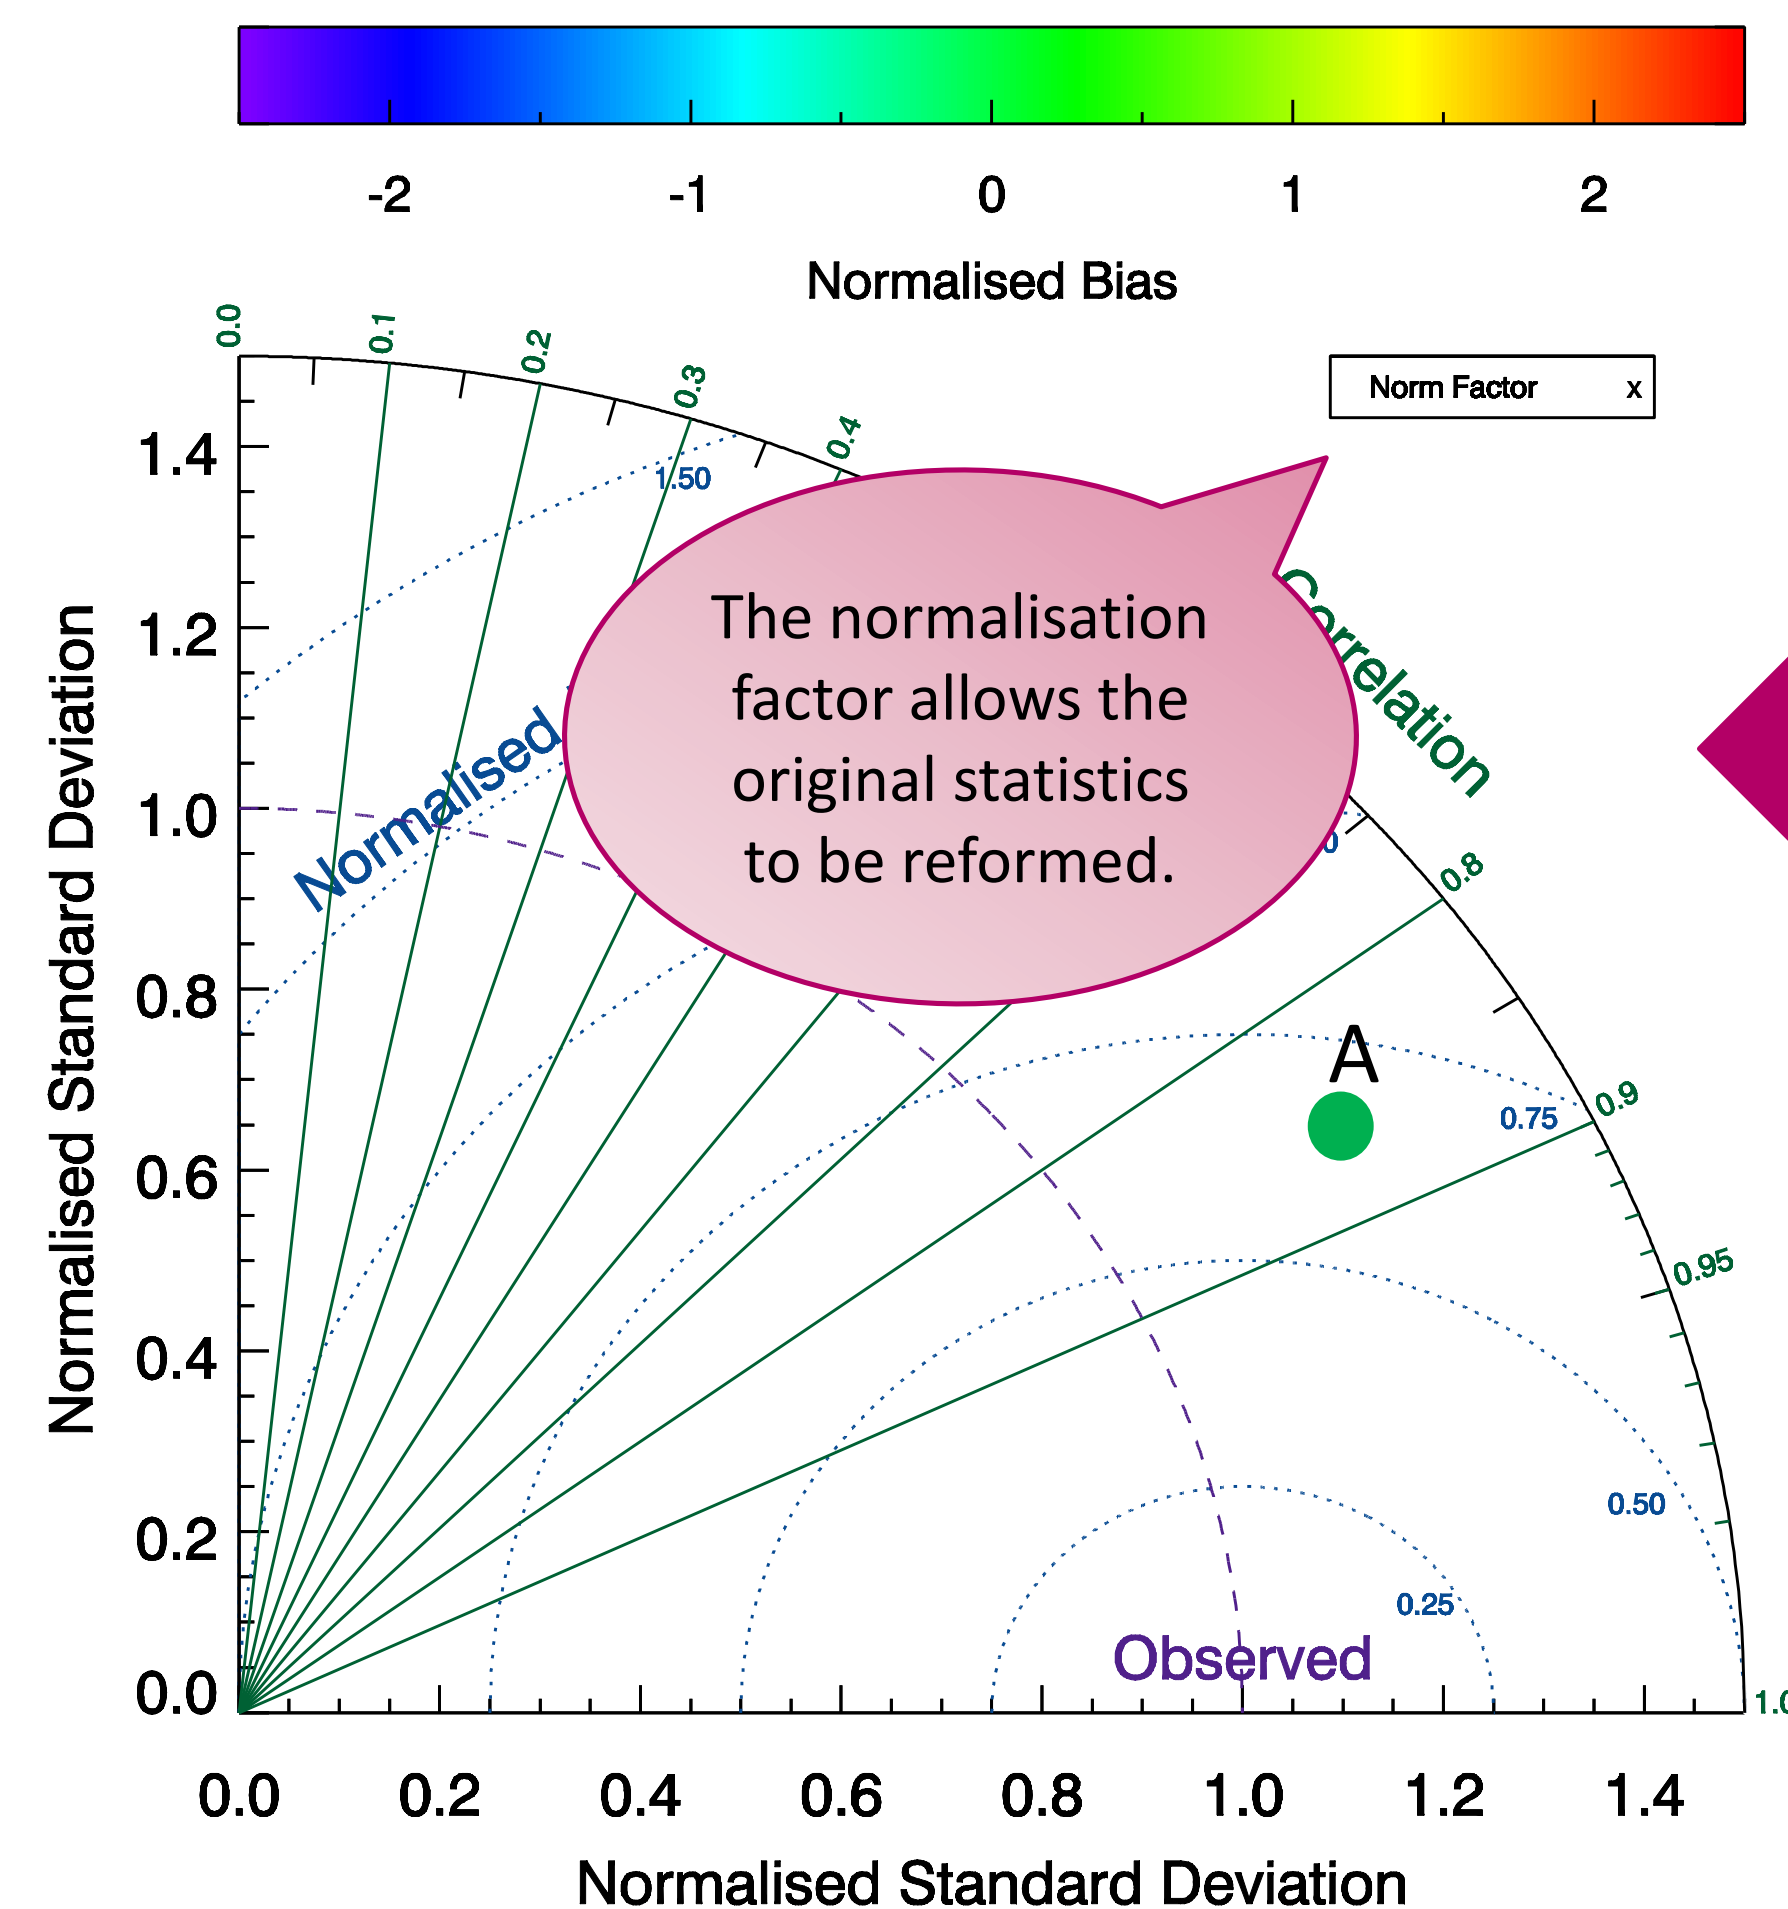 -2 -1 0 1 2
Normalised Bias
0.0 0.1 0.2 0.3 0.4
Norm Factor x
1.4
1.50
The normalisation
factor allows the
original statistics
to be reformed.
Correlation
1.2
Normalised
1.0
0.8
0.8
A
0.9
0.75
0.6
0.95
0.4
0.50
0.2
0.25
Observed
0.0
Normalised Standard Deviation
0.0 0.2 0.4 0.6 0.8 1.0 1.2 1.4
Normalised Standard Deviation